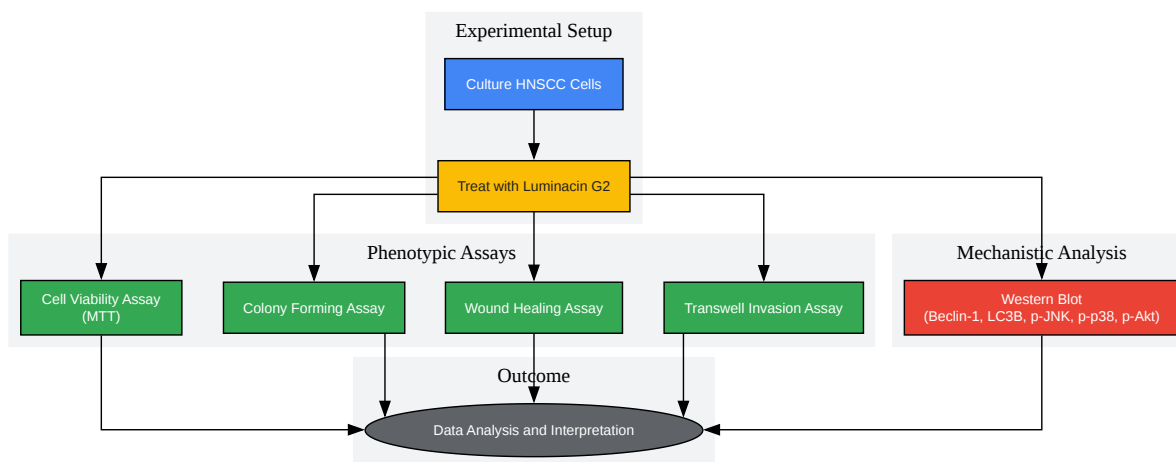 Experimental Setup
Culture HNSCC Cells
Treat with Luminacin G2
Phenotypic Assays
Mechanistic Analysis
Cell Viability Assay
(MTT)
Colony Forming Assay
Wound Healing Assay
Transwell Invasion Assay
Western Blot
(Beclin-1, LC3B, p-JNK, p-p38, p-Akt)
Outcome
Data Analysis and Interpretation